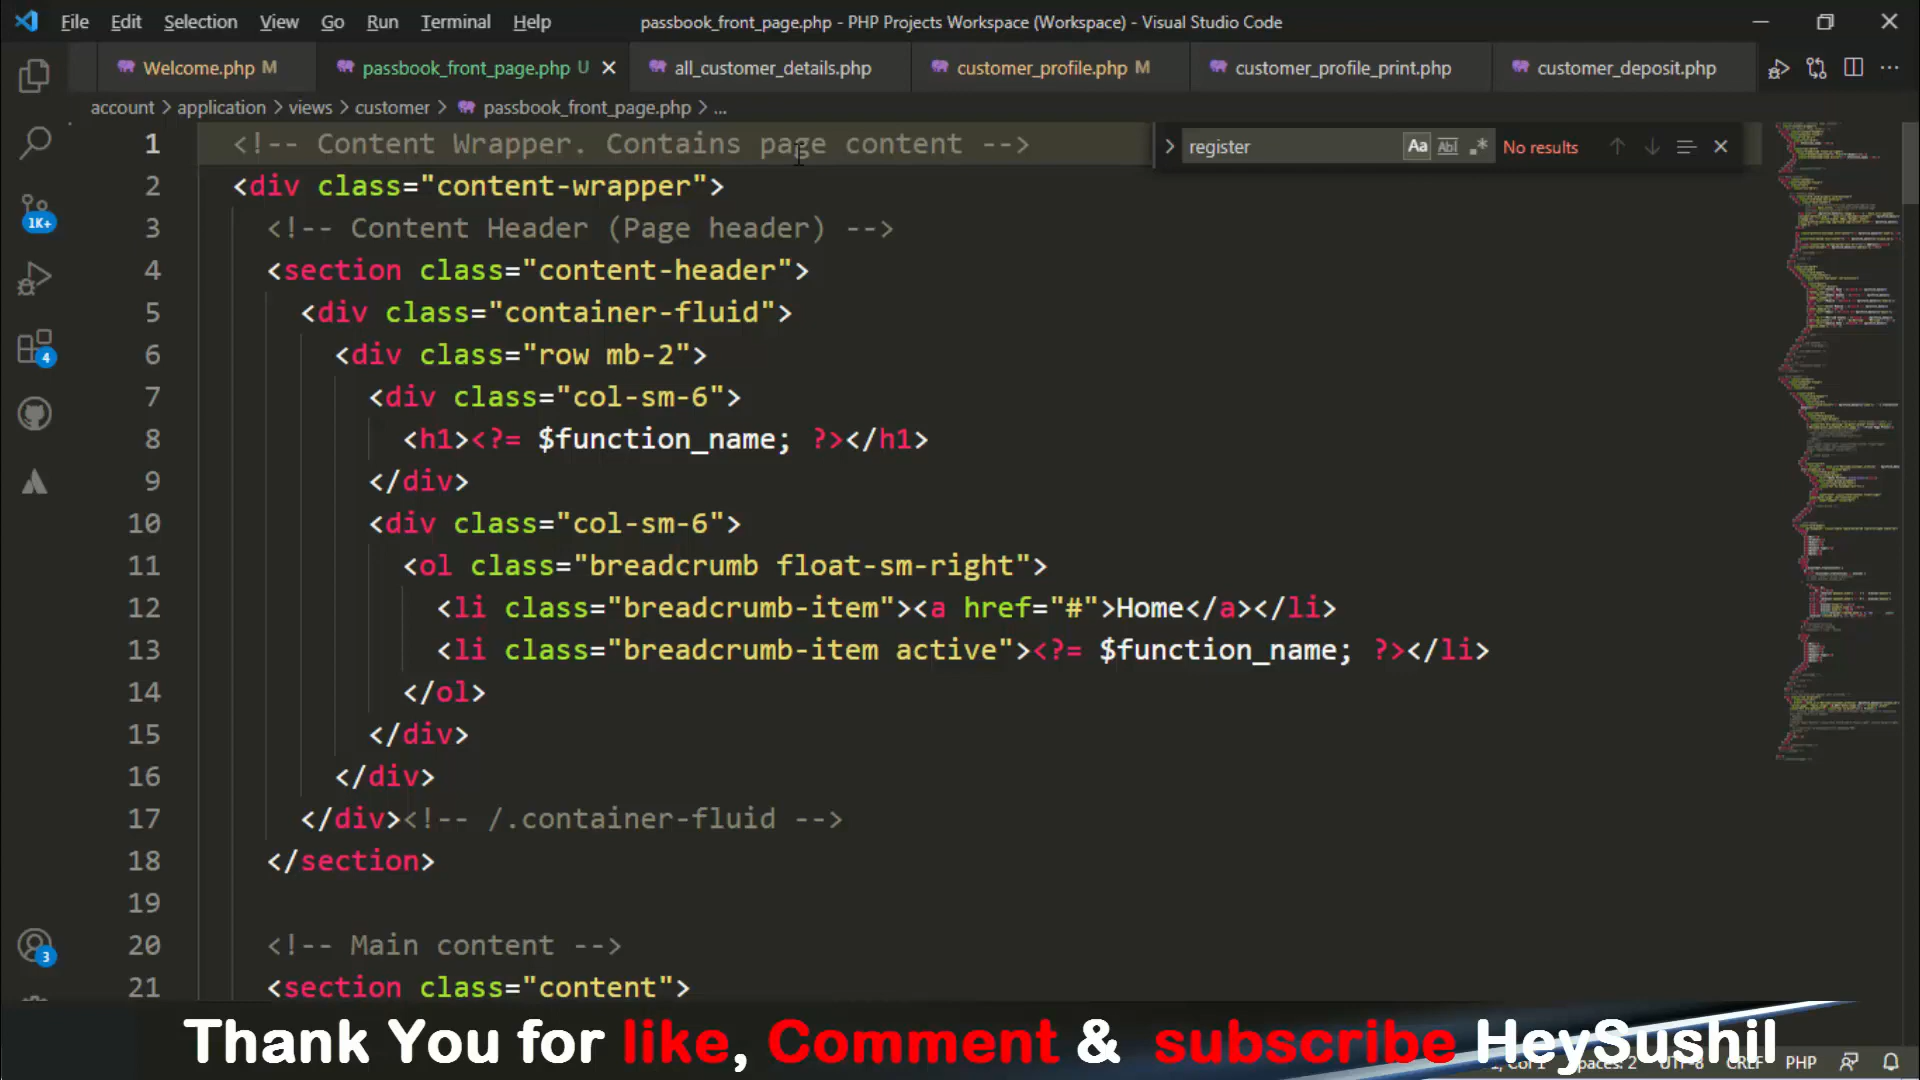 File Edit Selection View Go Run Terminal Help passbook_front_page.php - PHP Projects Workspace (Workspace) - Visual Studio Code
Welcome.php M passbook_front_page.php U all_customer_details.php customer_profile.php M customer_profile_print.php customer_deposit.php
account > application > views > customer > passbook_front_page.php > ...
register Aa Abl .* No results
1 <!-- Content Wrapper. Contains page content -->
2 <div class="content-wrapper">
3 <!-- Content Header (Page header) -->
4 <section class="content-header">
5 <div class="container-fluid">
6 <div class="row mb-2">
7 <div class="col-sm-6">
8 <h1><?= $function_name; ?></h1>
9 </div>
10 <div class="col-sm-6">
11 <ol class="breadcrumb float-sm-right">
12 <li class="breadcrumb-item"><a href="#">Home</a></li>
13 <li class="breadcrumb-item active"><?= $function_name; ?></li>
14 </ol>
15 </div>
16 </div>
17 </div><!-- /.container-fluid -->
18 </section>
19
20 <!-- Main content -->
21 <section class="content">
1K+
4
3
Thank You for like, Comment & subscribe HeySushil
PHP